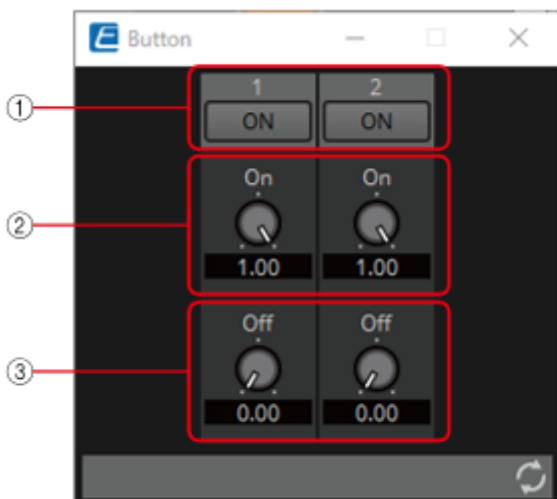 E Button
1 2
① ON ON
On On
②
1.00 1.00
Off Off
③
0.00 0.00